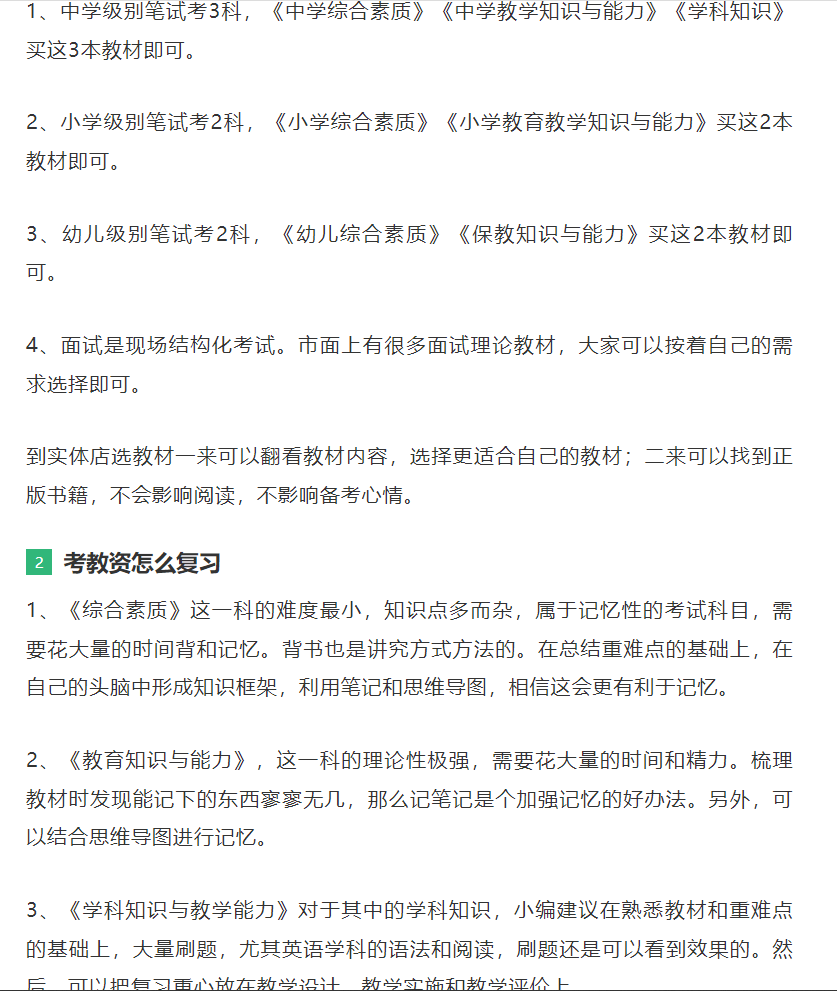 1、中学级别笔试考3科，《中学综合素质》《中学教学知识与能力》《学科知识》
买这3本教材即可。
2、小学级别笔试考2科，《小学综合素质》《小学教育教学知识与能力》买这2本
教材即可。
3、幼儿级别笔试考2科，《幼儿综合素质》《保教知识与能力》买这2本教材即
可。
4、面试是现场结构化考试。市面上有很多面试理论教材，大家可以按着自己的需
求选择即可。
到实体店选教材一来可以翻看教材内容，选择更适合自己的教材；二来可以找到正
版书籍，不会影响阅读，不影响备考心情。
2 考教资怎么复习
1、《综合素质》这一科的难度最小，知识点多而杂，属于记忆性的考试科目，需
要花大量的时间背和记忆。背书也是讲究方式方法的。在总结重难点的基础上，在
自己的头脑中形成知识框架，利用笔记和思维导图，相信这会更有利于记忆。
2、《教育知识与能力》，这一科的理论性极强，需要花大量的时间和精力。梳理
教材时发现能记下的东西寥寥无几，那么记笔记是个加强记忆的好办法。另外，可
以结合思维导图进行记忆。
3、《学科知识与教学能力》对于其中的学科知识，小编建议在熟悉教材和重难点
的基础上，大量刷题，尤其英语学科的语法和阅读，刷题还是可以看到效果的。然
后，可以把复习重心放在教学设计、教学实施和教学评价上